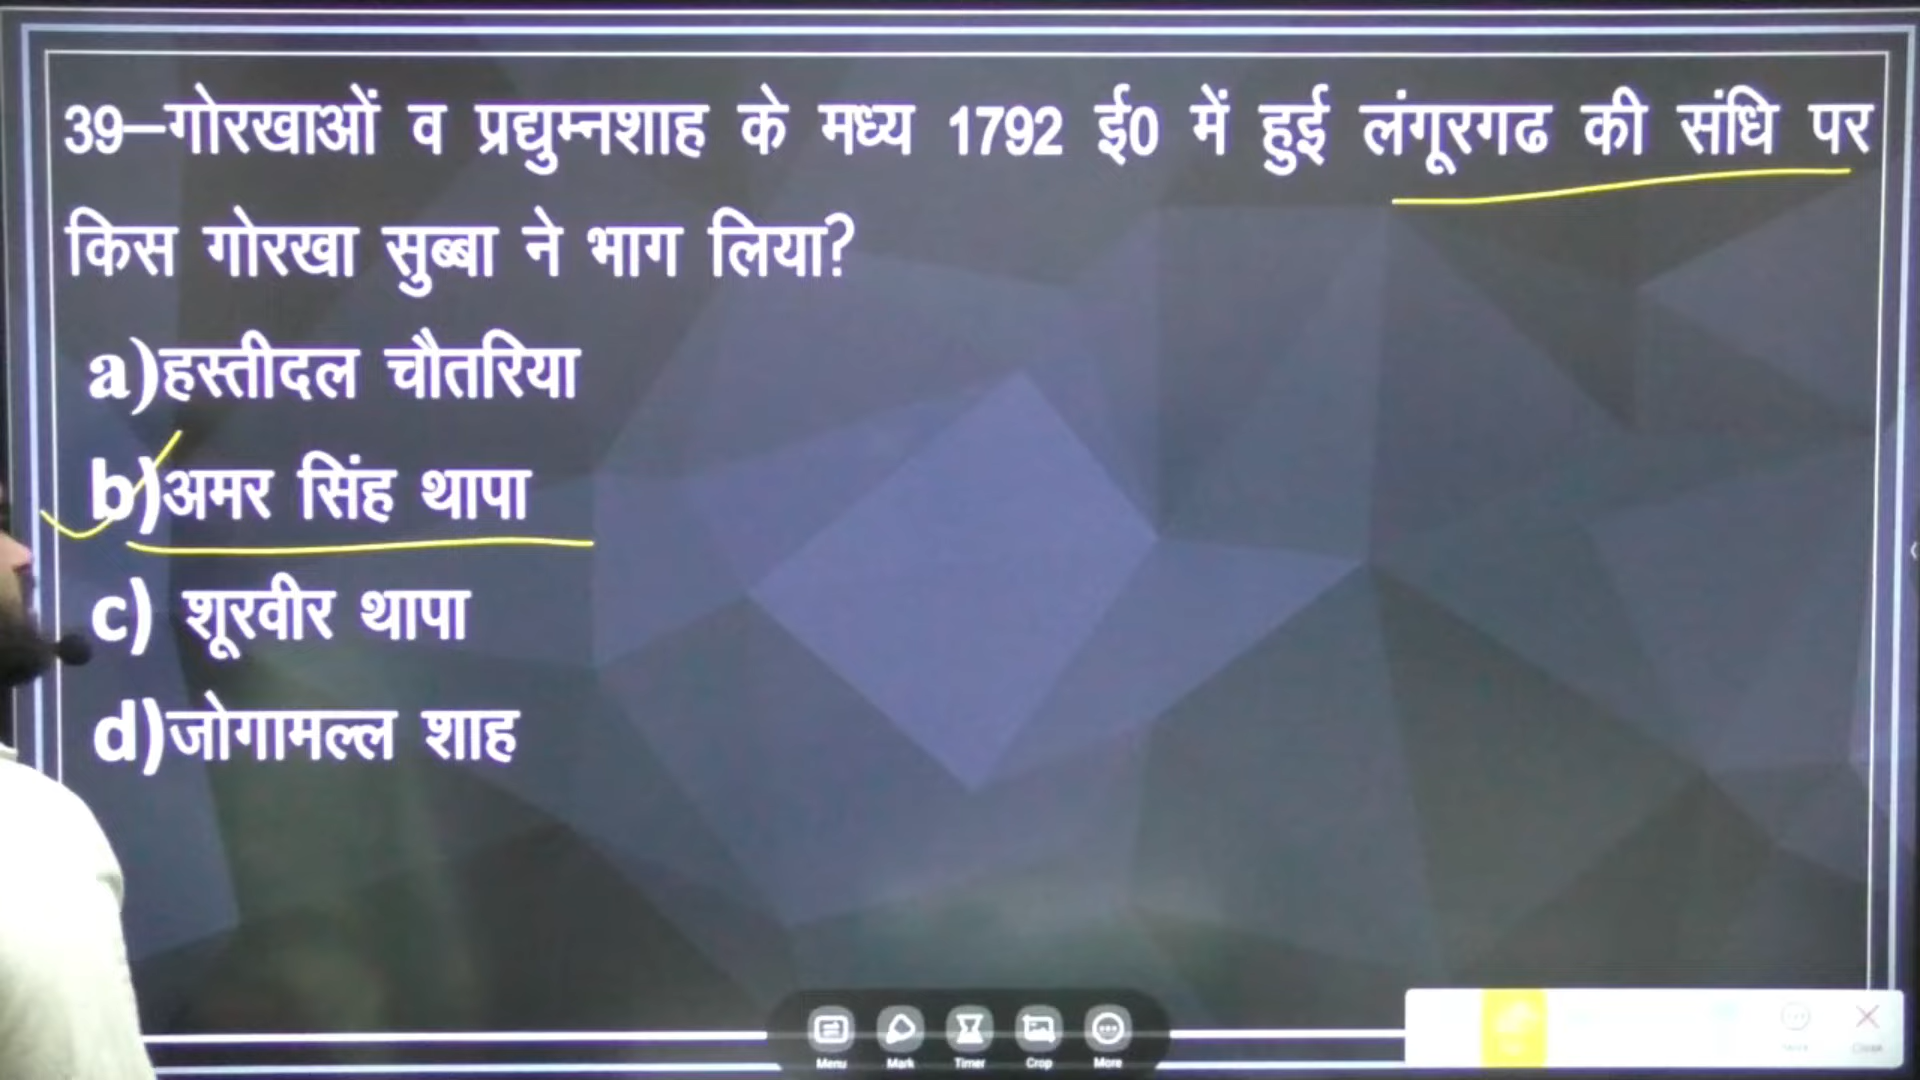 39–गोरखाओं व प्रद्युम्नशाह के मध्य 1792 ई0 में हुई लंगूरगढ की संधि पर
किस गोरखा सुब्बा ने भाग लिया?
a)हस्तीदल चौतरिया
b)अमर सिंह थापा
c) शूरवीर थापा
d)जोगामल्ल शाह
Menu Mark Timer Crop More